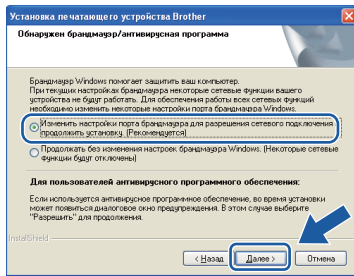 Установка печатающего устройства Brother
Обнаружен брандмауэр/антивирусная программа
Брандмауэр Windows помогает защитить ваш компьютер.
При текущих настройках брандмауэра некоторые сетевые функции вашего
устройства не будут работать. Для обеспечения работы всех сетевых функций
необходимо изменить некоторые настройки порта брандмауэра Windows.
Изменить настройки порта брандмауэра для разрешения сетевого подключения
продолжить установку. (Рекомендуется)
Продолжать без изменения настроек брандмауэра Windows. (Некоторые сетевые
функции будут отключены)
Для пользователей антивирусного программного обеспечения:
Если используется антивирусное программное обеспечение, во время установки
может появиться диалоговое окно предупреждения. В этом случае выберите
"Разрешить" для продолжения.
InstallShield
< Назад
Далее >
Отмена